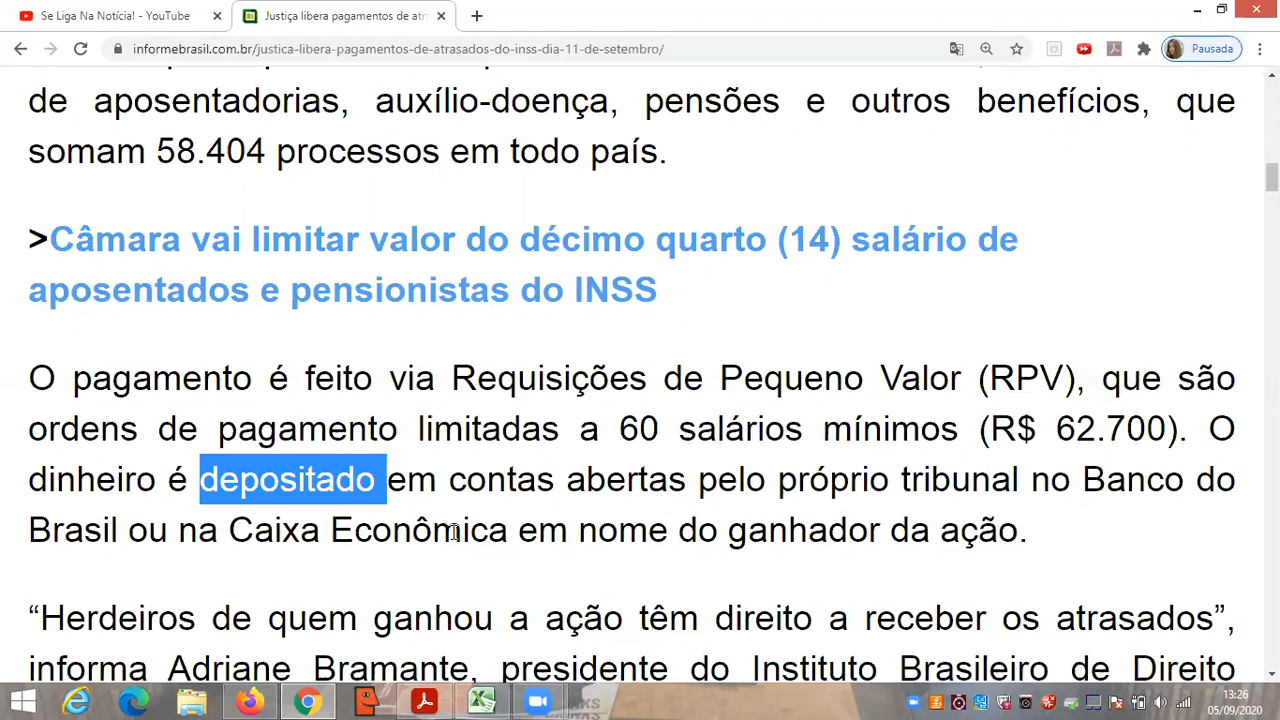 Se Liga Na Notícia! - YouTube
Justiça libera pagamentos de atra
informebrasil.com.br/justica-libera-pagamentos-de-atrasados-do-inss-dia-11-de-setembro/
Pausada
de aposentadorias, auxílio-doença, pensões e outros benefícios, que
somam 58.404 processos em todo país.
>Câmara vai limitar valor do décimo quarto (14) salário de
aposentados e pensionistas do INSS
O pagamento é feito via Requisições de Pequeno Valor (RPV), que são
ordens de pagamento limitadas a 60 salários mínimos (R$ 62.700). O
dinheiro é depositado em contas abertas pelo próprio tribunal no Banco do
Brasil ou na Caixa Econômica em nome do ganhador da ação.
“Herdeiros de quem ganhou a ação têm direito a receber os atrasados”,
informa Adriane Bramante, presidente do Instituto Brasileiro de Direito
13:26
05/09/2020